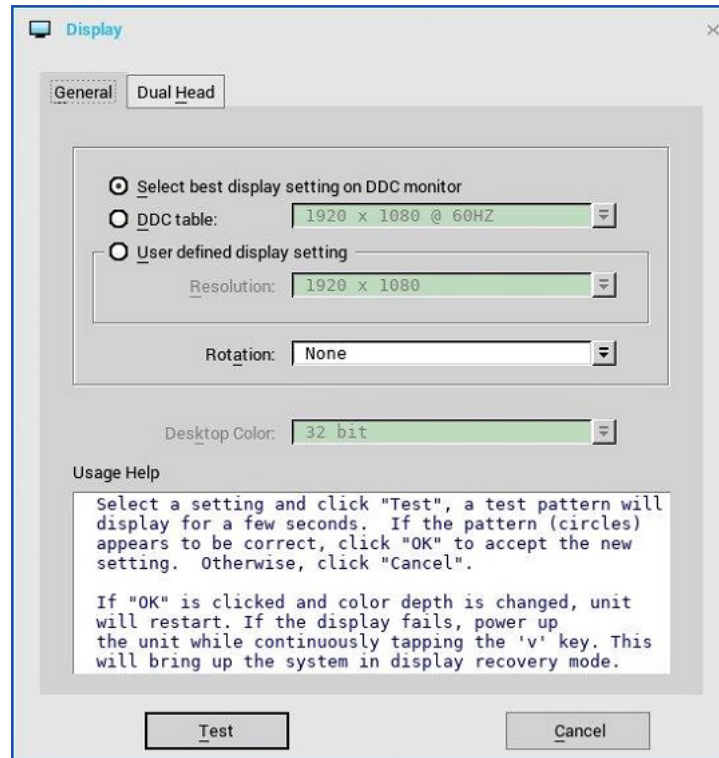 Display
General Dual Head
Select best display setting on DDC monitor
DDC table: 1920 x 1080 @ 60HZ
User defined display setting
Resolution: 1920 x 1080
Rotation: None
Desktop Color: 32 bit
Usage Help
Select a setting and click "Test", a test pattern will
display for a few seconds.  If the pattern (circles)
appears to be correct, click "OK" to accept the new
setting.  Otherwise, click "Cancel".
If "OK" is clicked and color depth is changed, unit
will restart. If the display fails, power up
the unit while continuously tapping the 'v' key. This
will bring up the system in display recovery mode.
Test Cancel